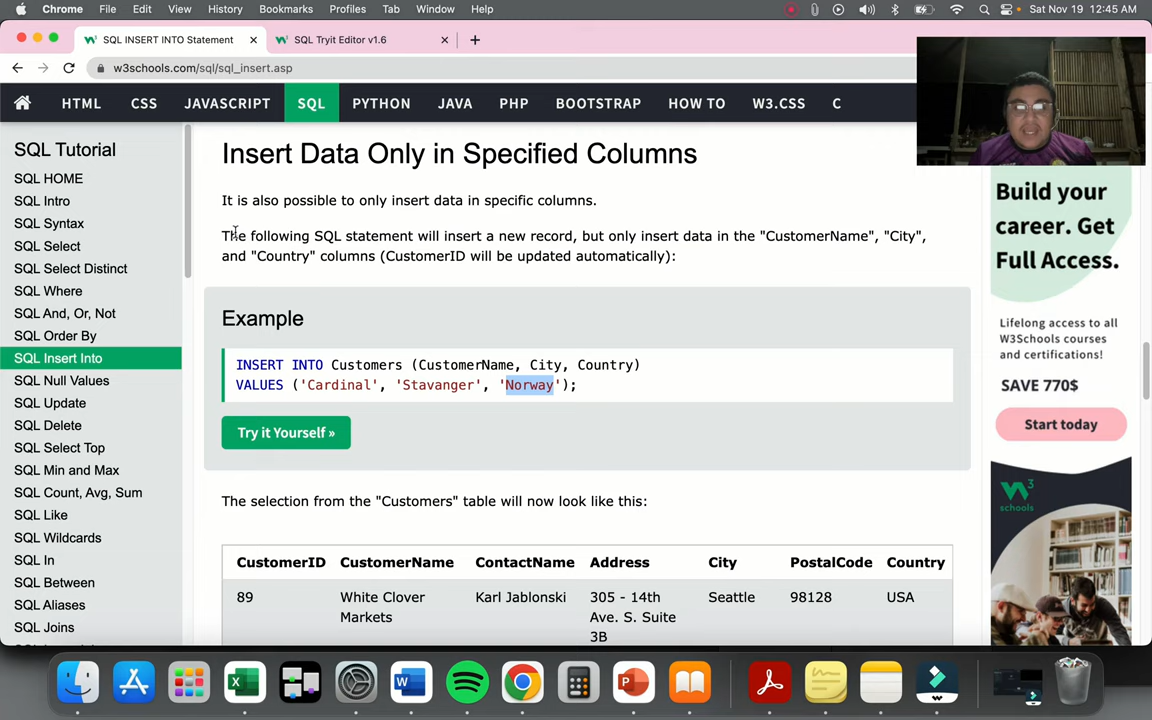 Chrome File Edit View History Bookmarks Profiles Tab Window Help Sat Nov 19 12:45 AM
SQL INSERT INTO Statement SQL Tryit Editor v1.6
w3schools.com/sql/sql_insert.asp
HTML CSS JAVASCRIPT SQL PYTHON JAVA PHP BOOTSTRAP HOW TO W3.CSS C
SQL Tutorial
SQL HOME
SQL Intro
SQL Syntax
SQL Select
SQL Select Distinct
SQL Where
SQL And, Or, Not
SQL Order By
SQL Insert Into
SQL Null Values
SQL Update
SQL Delete
SQL Select Top
SQL Min and Max
SQL Count, Avg, Sum
SQL Like
SQL Wildcards
SQL In
SQL Between
SQL Aliases
SQL Joins
Insert Data Only in Specified Columns
It is also possible to only insert data in specific columns.
The following SQL statement will insert a new record, but only insert data in the "CustomerName", "City",
and "Country" columns (CustomerID will be updated automatically):
Example
INSERT INTO Customers (CustomerName, City, Country)
VALUES ('Cardinal', 'Stavanger', 'Norway');
Try it Yourself »
The selection from the "Customers" table will now look like this:
CustomerID CustomerName ContactName Address City PostalCode Country
89 White Clover Karl Jablonski 305 - 14th Seattle 98128 USA
Markets Ave. S. Suite
3B
Build your
career. Get
Full Access.
Lifelong access to all
W3Schools courses
and certifications!
SAVE 770$
Start today
W3
schools